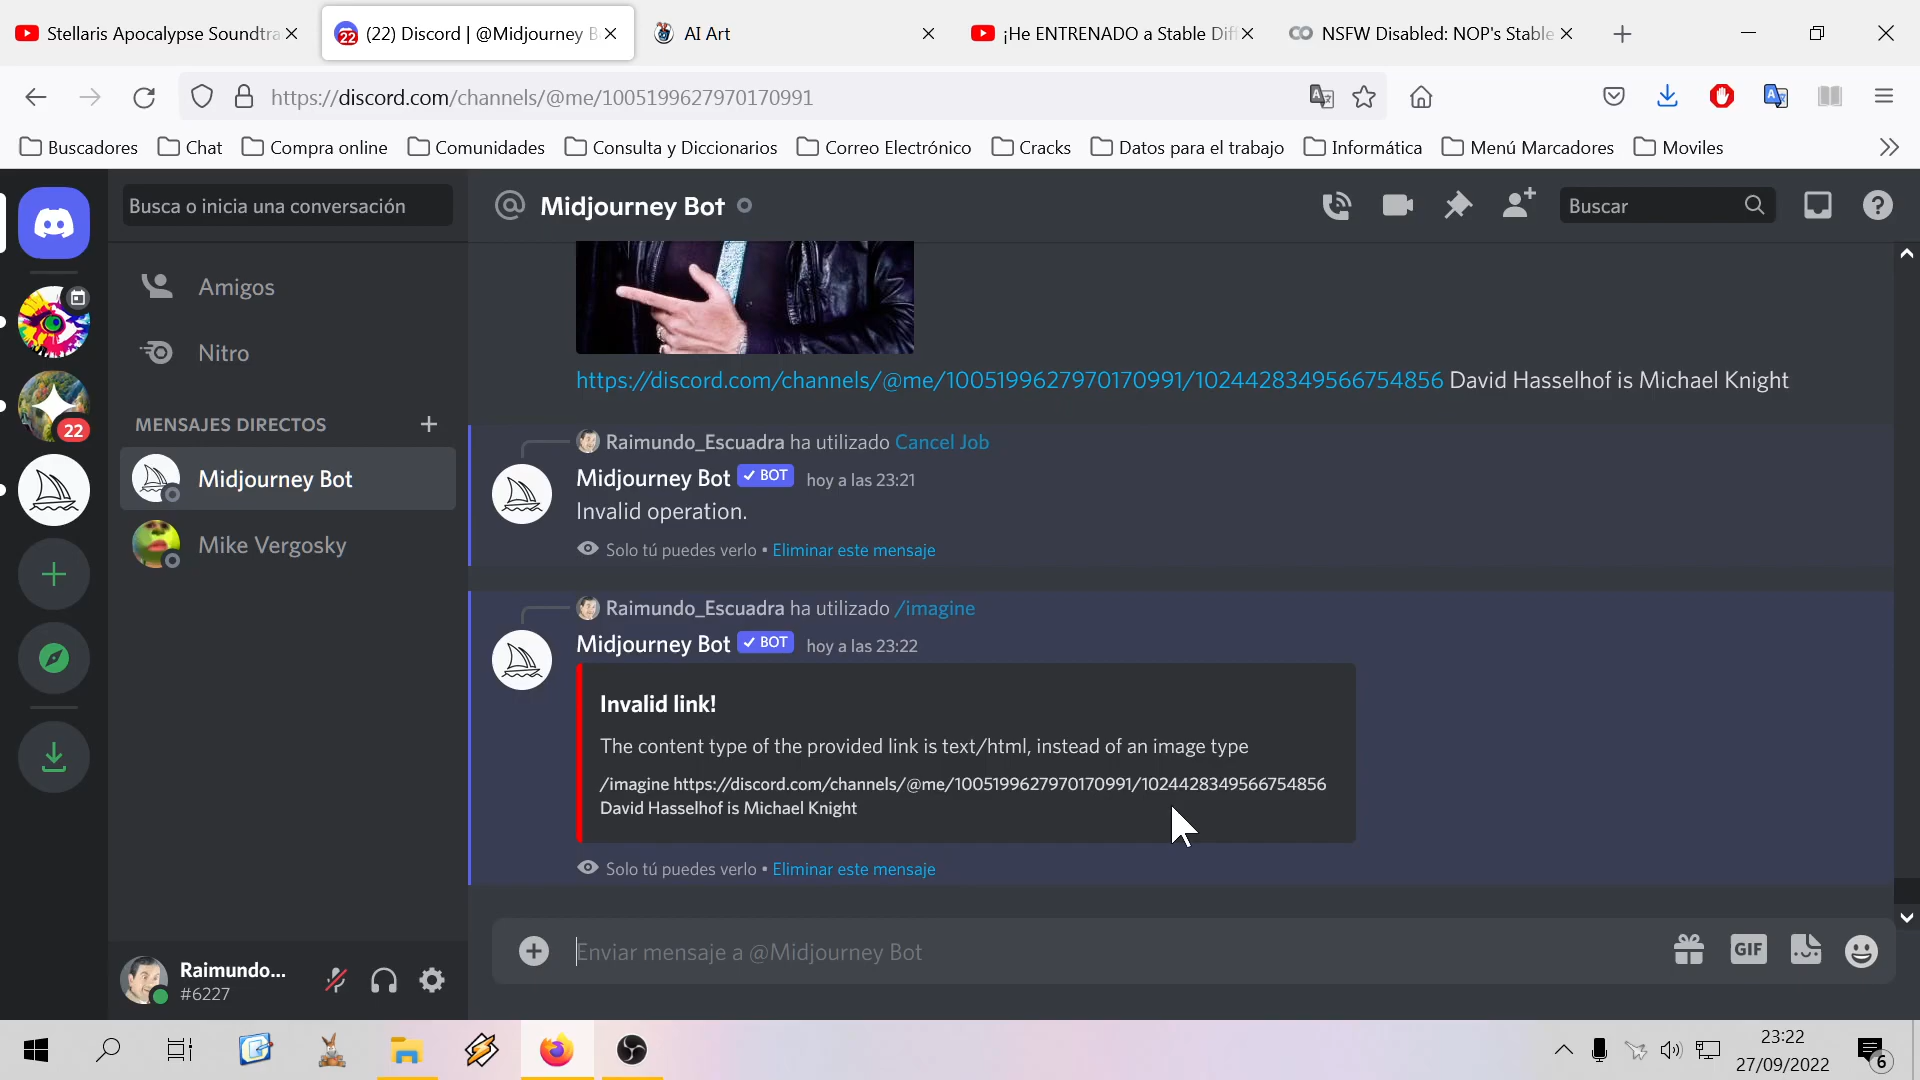 Stellaris Apocalypse Soundtra
(22) Discord | @Midjourney B
AI Art
¡He ENTRENADO a Stable Diff
NSFW Disabled: NOP's Stable
https://discord.com/channels/@me/1005199627970170991
Buscadores
Chat
Compra online
Comunidades
Consulta y Diccionarios
Correo Electrónico
Cracks
Datos para el trabajo
Informática
Menú Marcadores
Moviles
Busca o inicia una conversación
Midjourney Bot
Buscar
Amigos
Nitro
MENSAJES DIRECTOS
22
Midjourney Bot
Mike Vergosky
https://discord.com/channels/@me/1005199627970170991/1024428349566754856 David Hasselhof is Michael Knight
Raimundo_Escuadra ha utilizado Cancel Job
Midjourney Bot BOT hoy a las 23:21
Invalid operation.
Solo tú puedes verlo • Eliminar este mensaje
Raimundo_Escuadra ha utilizado /imagine
Midjourney Bot BOT hoy a las 23:22
Invalid link!
The content type of the provided link is text/html, instead of an image type
/imagine https://discord.com/channels/@me/1005199627970170991/1024428349566754856
David Hasselhof is Michael Knight
Solo tú puedes verlo • Eliminar este mensaje
Enviar mensaje a @Midjourney Bot
GIF
Raimundo...
#6227
23:22
27/09/2022
6